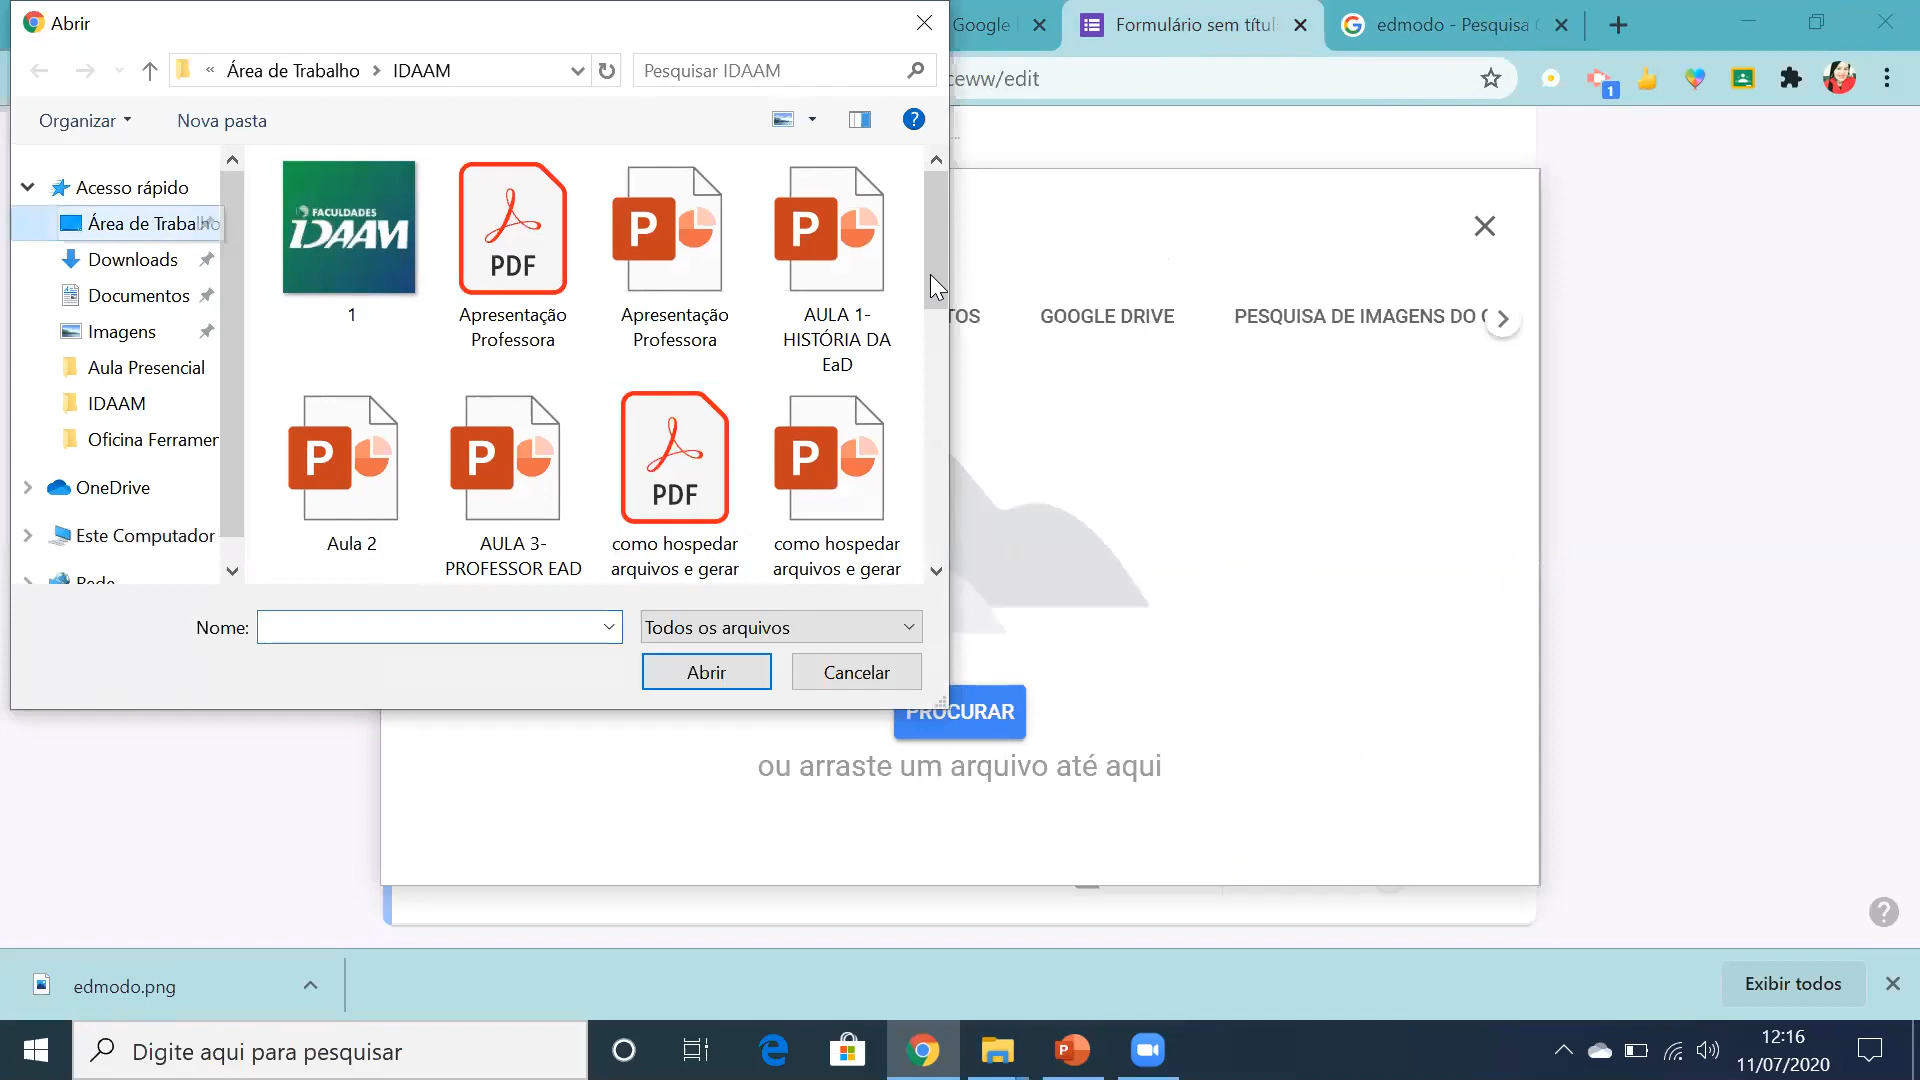 Abrir
Google
Formulário sem títul
edmodo - Pesquisa
« Área de Trabalho > IDAAM
Pesquisar IDAAM
ceww/edit
1
Organizar
Nova pasta
Acesso rápido
Área de Trabalho
Downloads
Documentos
Imagens
Aula Presencial
IDAAM
Oficina Ferramer
OneDrive
Este Computador
Rede
FACULDADES
IDAAM
PDF
P
P
1
Apresentação
Professora
Apresentação
Professora
AULA 1-
HISTÓRIA DA
EaD
P
P
PDF
P
Aula 2
AULA 3-
PROFESSOR EAD
como hospedar
arquivos e gerar
como hospedar
arquivos e gerar
Nome:
Todos os arquivos
Abrir
Cancelar
TOS
GOOGLE DRIVE
PESQUISA DE IMAGENS DO
PROCURAR
ou arraste um arquivo até aqui
edmodo.png
Exibir todos
Digite aqui para pesquisar
12:16
11/07/2020